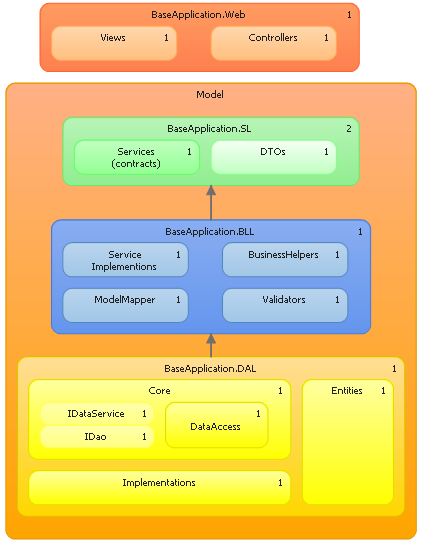 BaseApplication.Web 1
Views 1
Controllers 1
Model
BaseApplication.SL 2
Services 1
(contracts)
DTOs 1
BaseApplication.BLL 1
Service 1
Implementions
BusinessHelpers 1
ModelMapper 1
Validators 1
BaseApplication.DAL 1
Core 1
Entities 1
IDataService 1
DataAccess 1
IDao 1
Implementations 1